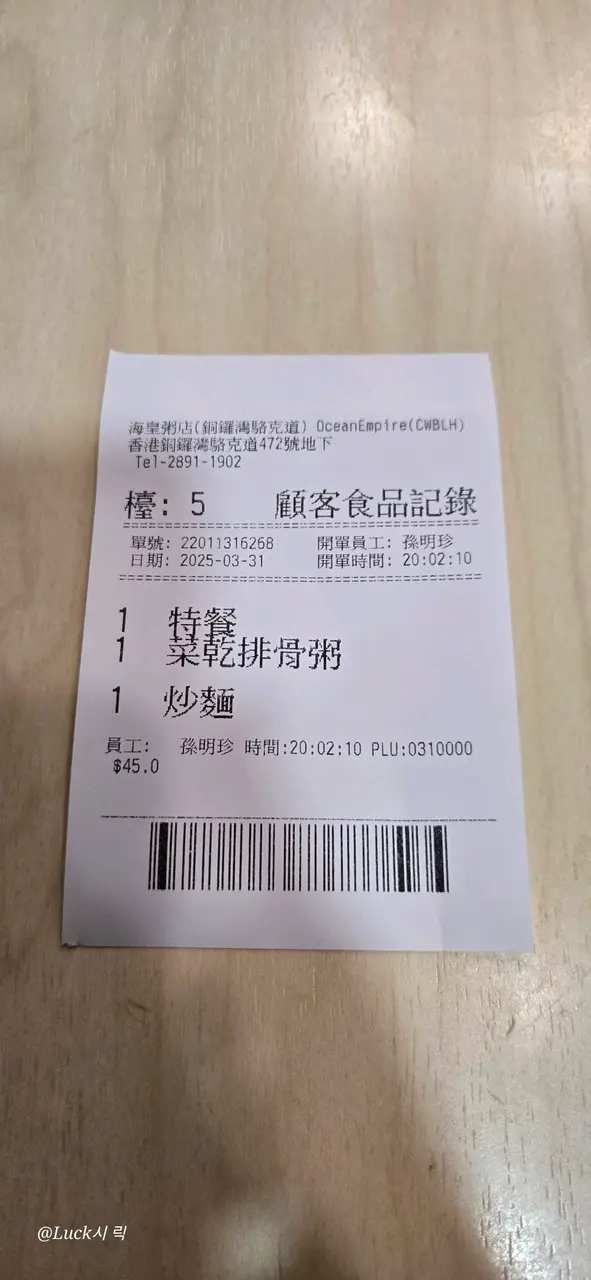 海皇粥店(銅鑼灣駱克道) OceanEmpire(CWBLH)
香港銅鑼灣駱克道472號地下
Tel-2891-1902
檯: 5 顧客食品記錄
單號: 22011316268 開單員工: 孫明珍
日期: 2025-03-31 開單時間: 20:02:10
1 特餐
1 菜乾排骨粥
1 炒麵
員工: 孫明珍 時間:20:02:10 PLU:0310000
$45.0
@Luck시릭